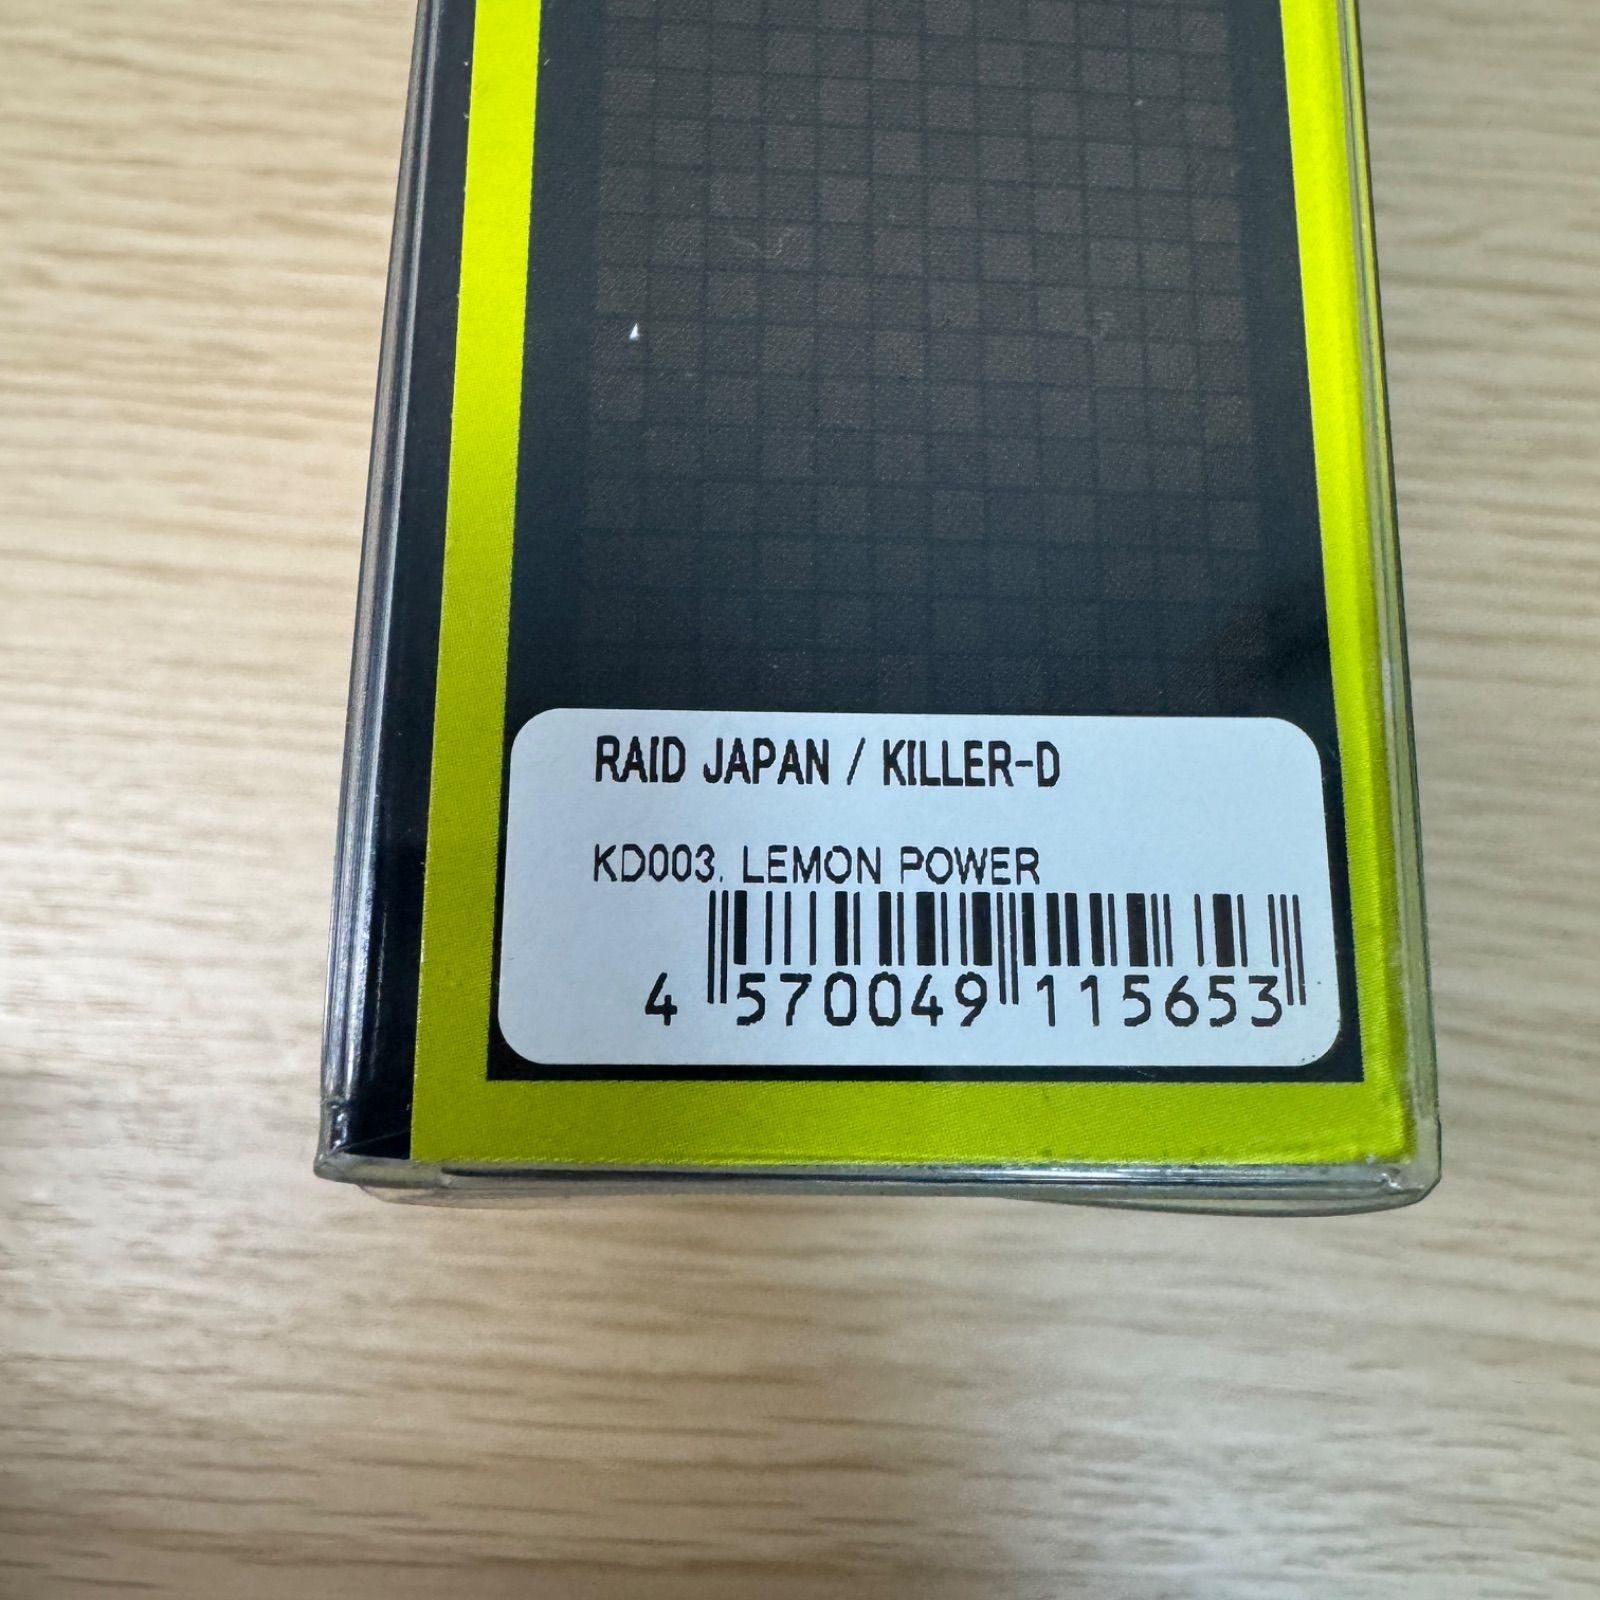 RAID JAPAN / KILLER-D
KD003. LEMON POWER
4 570049 115653